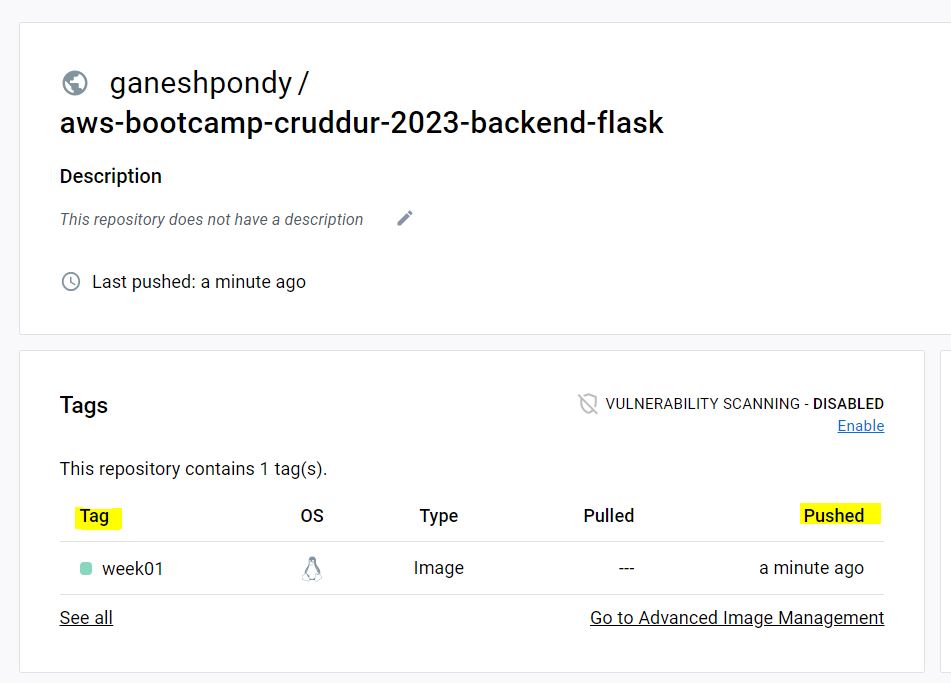 ganeshpondy /
aws-bootcamp-cruddur-2023-backend-flask
Description
This repository does not have a description
Last pushed: a minute ago
Tags
VULNERABILITY SCANNING - DISABLED
Enable
This repository contains 1 tag(s).
Tag OS Type Pulled Pushed
week01 Image --- a minute ago
See all Go to Advanced Image Management